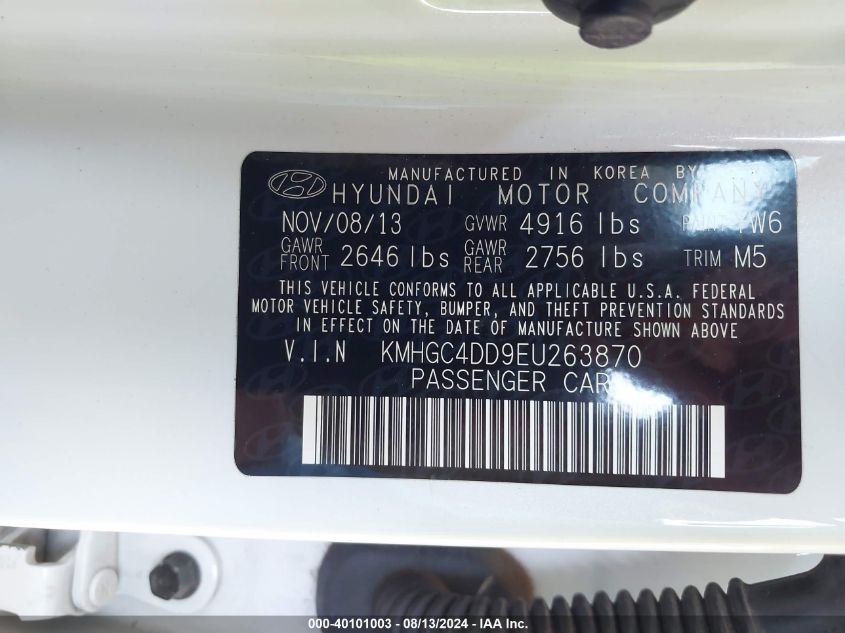 MANUFACTURED IN KOREA BY
HYUNDAI MOTOR COMPANY
NOV/08/13 GVWR 4916 lbs PAINT YW6
GAWR FRONT 2646 lbs GAWR REAR 2756 lbs TRIM M5
THIS VEHICLE CONFORMS TO ALL APPLICABLE U.S.A. FEDERAL
MOTOR VEHICLE SAFETY, BUMPER, AND THEFT PREVENTION STANDARDS
IN EFFECT ON THE DATE OF MANUFACTURE SHOWN ABOVE
V.I.N KMHGC4DD9EU263870
PASSENGER CAR
000-40101003 - 08/13/2024 - IAA Inc.